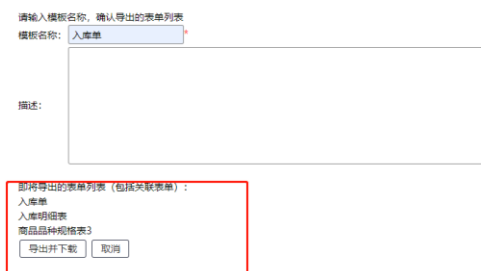 请输入模板名称，确认导出的表单列表
模板名称： 入库单 *
描述：
即将导出的表单列表（包括关联表单）：
入库单
入库明细表
商品品种规格表3
导出并下载 取消